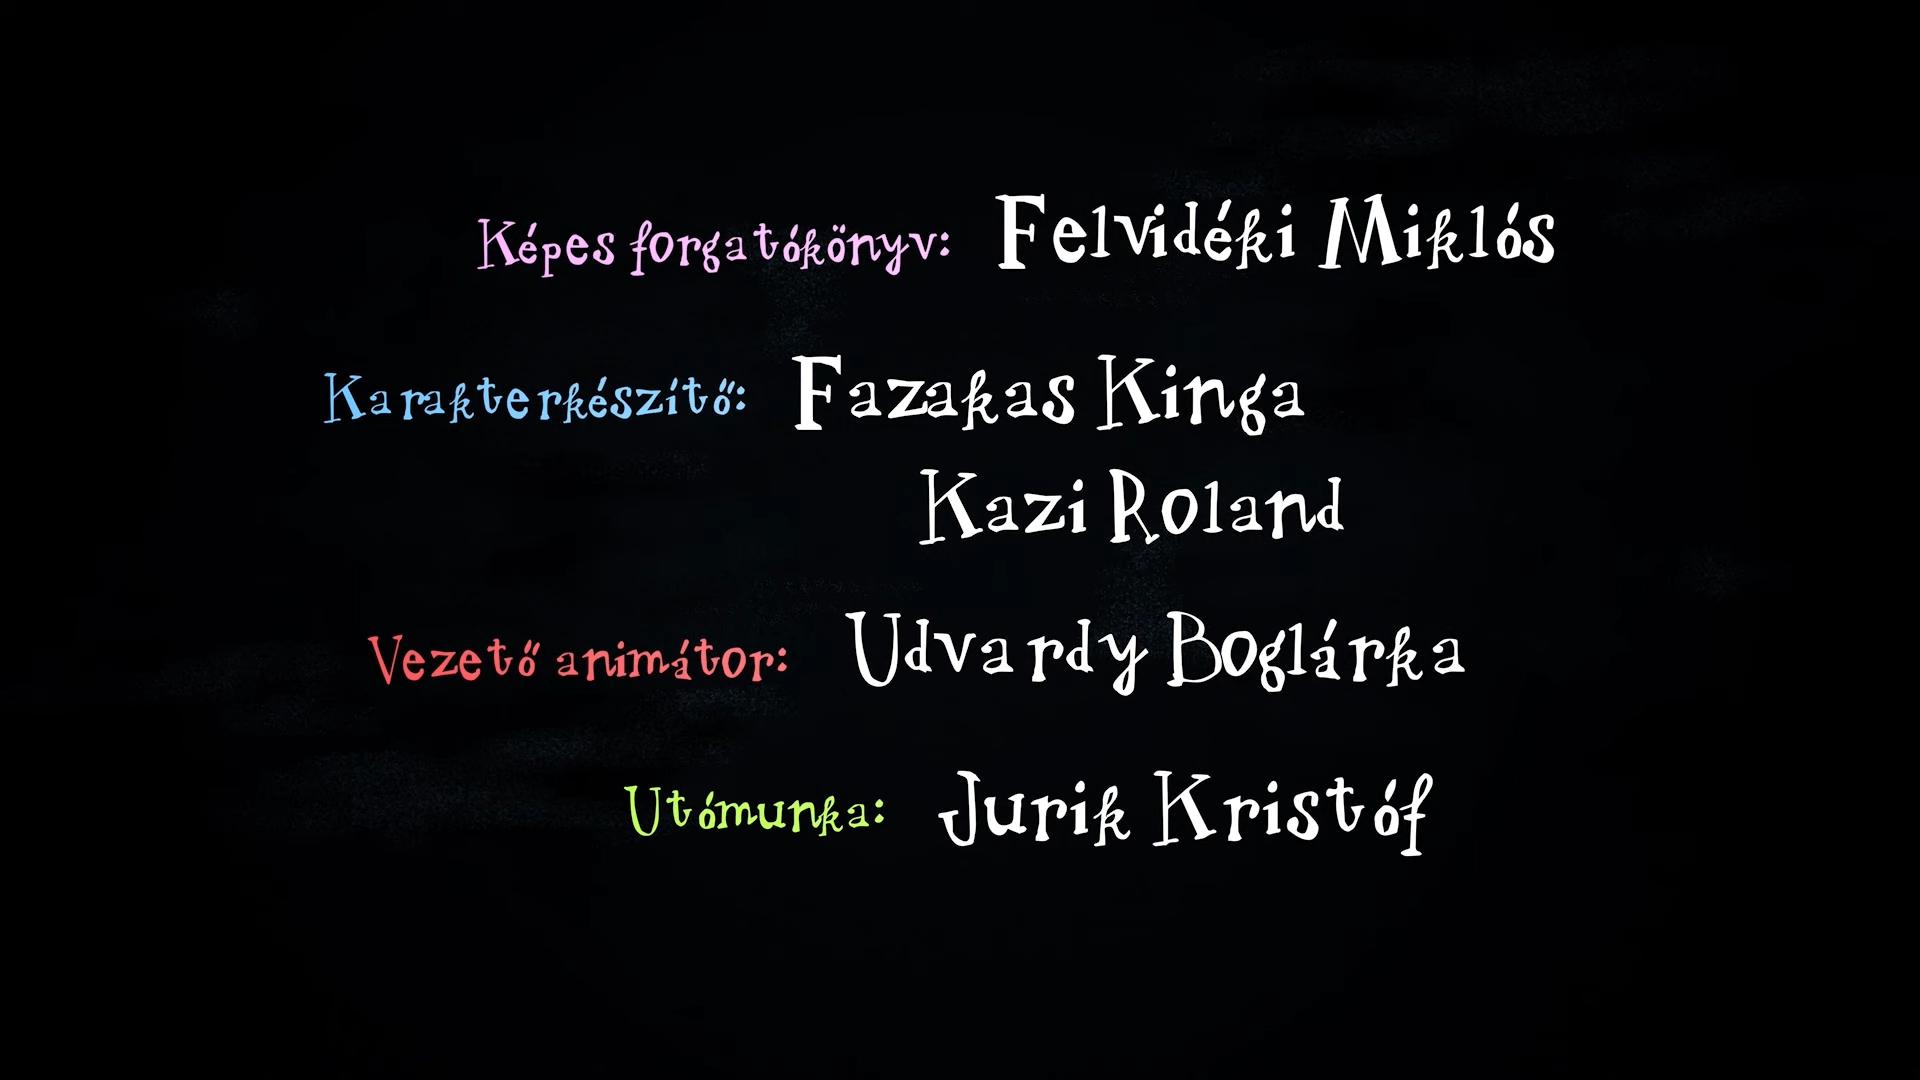 Képes forgatókönyv: Felvidéki Miklós
Karakterkészítő: Fazakas Kinga
Kazi Roland
Vezető animátor: Udvardy Boglárka
Utómunka: Jurik Kristóf